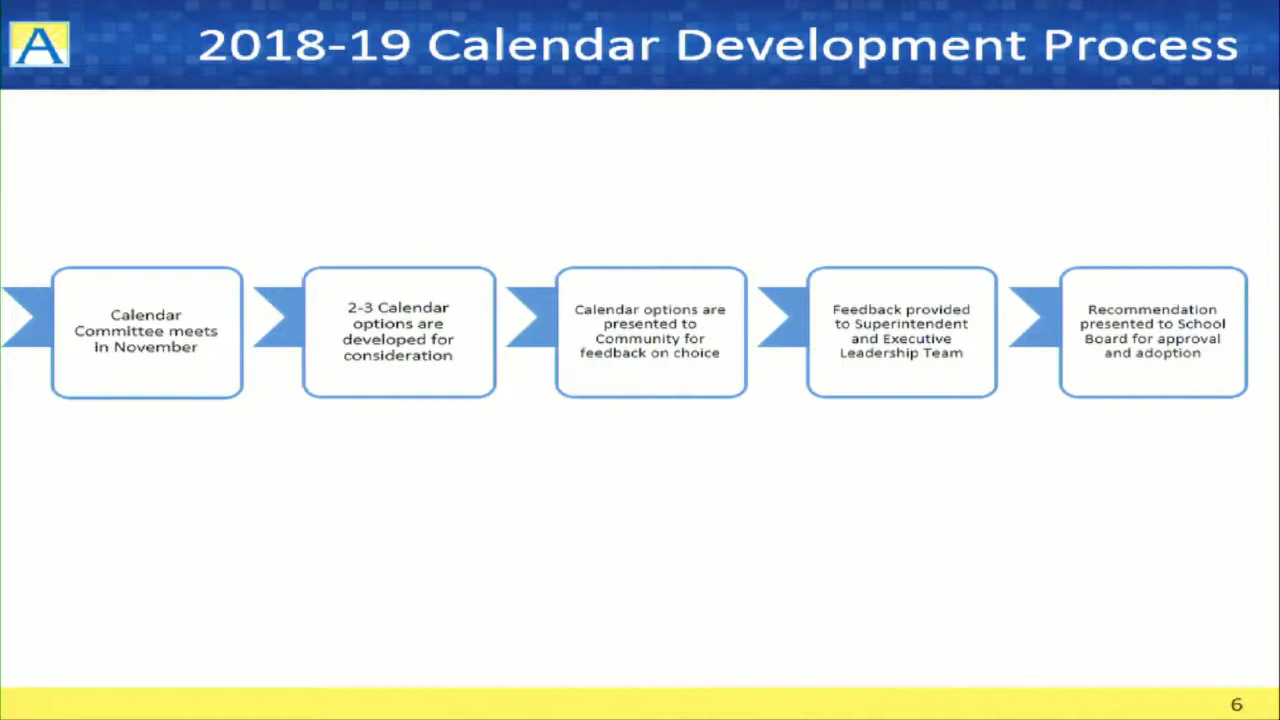 A
2018-19 Calendar Development Process
Calendar
Committee meets
in November
2-3 Calendar
options are
developed for
consideration
Calendar options are
presented to
Community for
feedback on choice
Feedback provided
to Superintendent
and Executive
Leadership Team
Recommendation
presented to School
Board for approval
and adoption
6